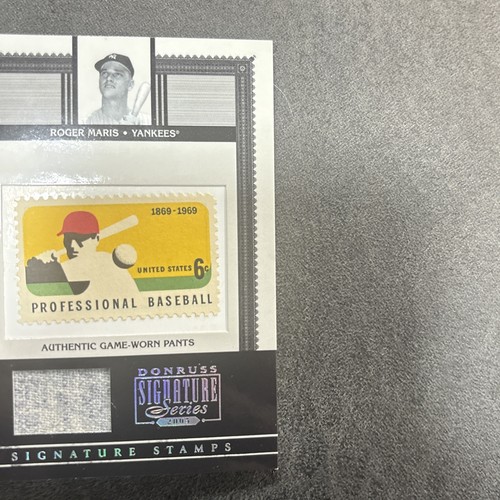 ROGER MARIS • YANKEES®
1869-1969
UNITED STATES 6c
PROFESSIONAL BASEBALL
AUTHENTIC GAME-WORN PANTS
DONRUSS
SIGNATURE
Series
2005
SIGNATURE STAMPS